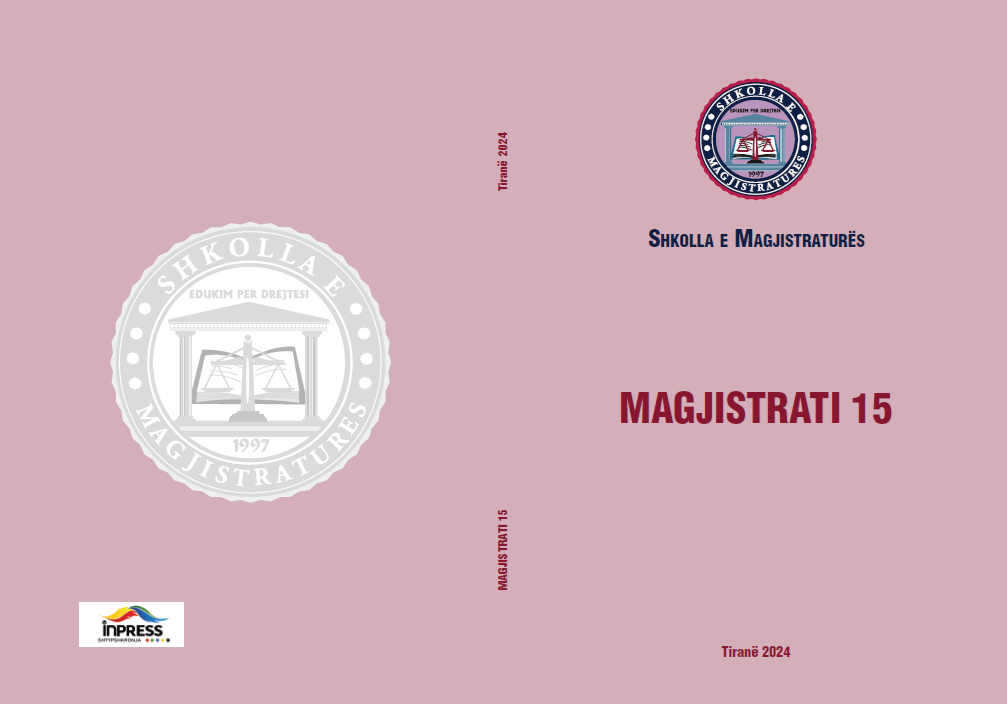 SHKOLLA E
EDUKIM PER DREJTESI
1997
MAGJISTRATURES
INPRESS
SHTYPSHKRONJA
Tiranë 2024
MAGJISTRATI 15
SHKOLLA E
EDUKIM PER DREJTESI
1997
MAGJISTRATURES
SHKOLLA E MAGJISTRATURËS
MAGJISTRATI 15
Tiranë 2024